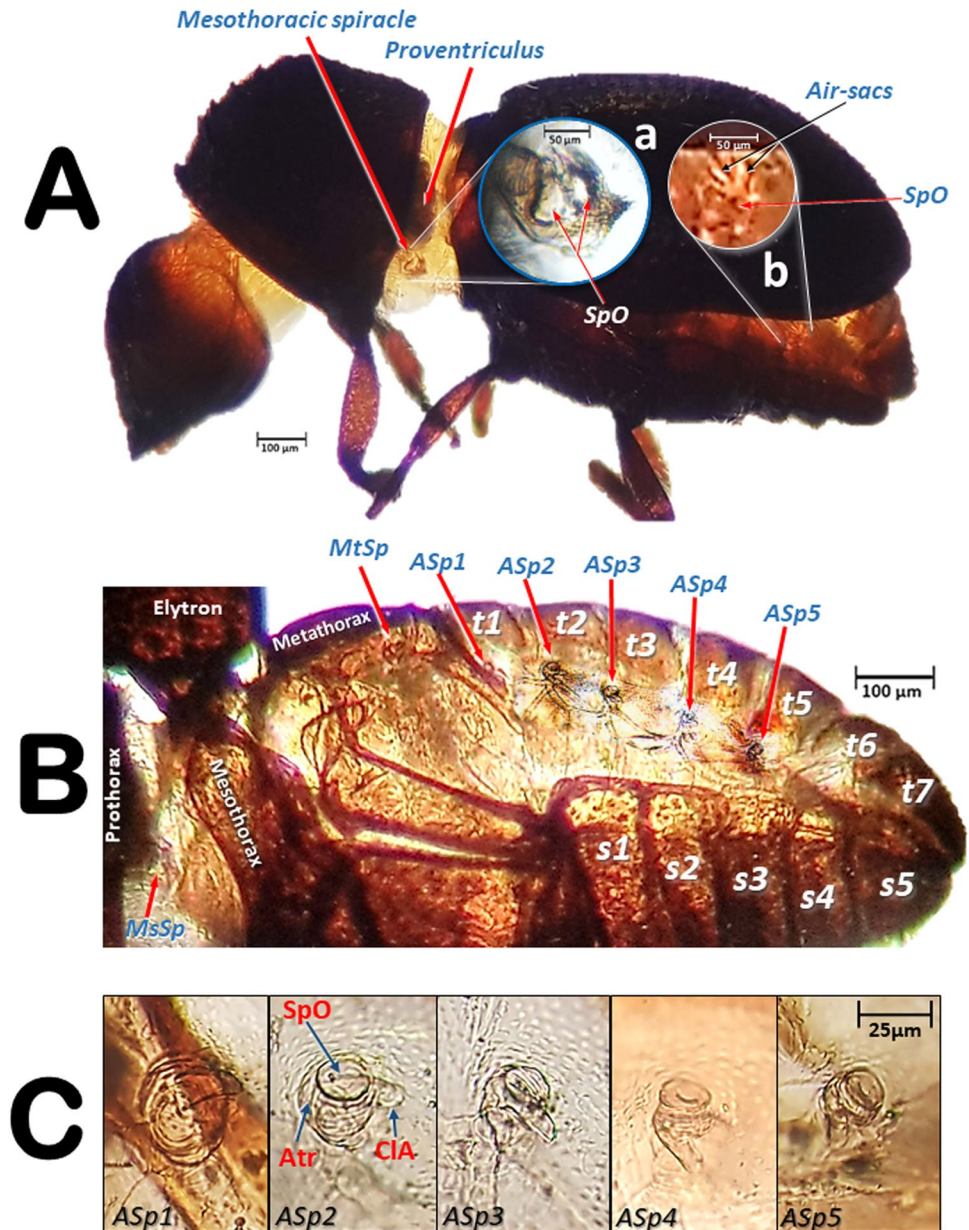 Mesothoracic spiracle
Proventriculus
Air-sacs
A
50 µm
a
50 µm
SpO
b
SpO
100 µm
MtSp
ASp1
ASp2
ASp3
ASp4
ASp5
Elytron
Metathorax
t1
t2
t3
t4
t5
t6
t7
100 µm
B
Prothorax
Mesothorax
s1
s2
s3
s4
s5
MsSp
C
SpO
25µm
Atr
ClA
ASp1
ASp2
ASp3
ASp4
ASp5